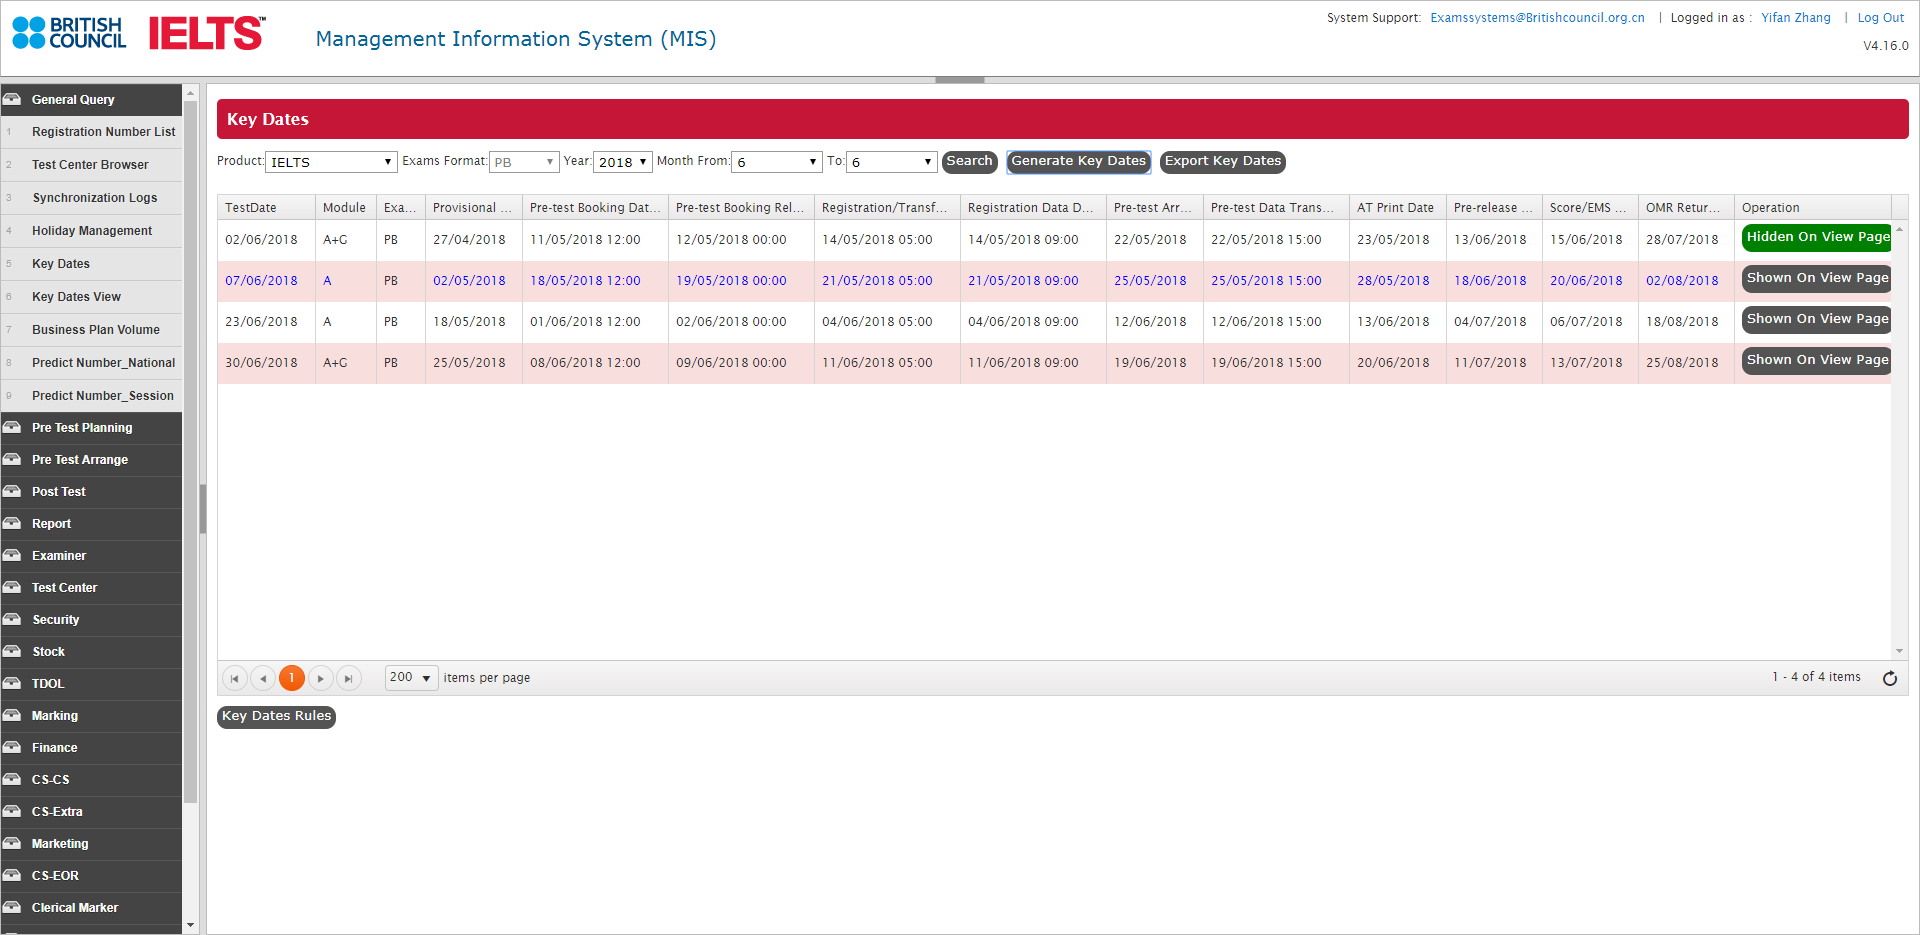 BRITISH
COUNCIL
IELTS™
Management Information System (MIS)
System Support: Examssystems@Britishcouncil.org.cn | Logged in as : Yifan Zhang | Log Out
V4.16.0
General Query
1 Registration Number List
2 Test Center Browser
3 Synchronization Logs
4 Holiday Management
5 Key Dates
6 Key Dates View
7 Business Plan Volume
8 Predict Number_National
9 Predict Number_Session
Pre Test Planning
Pre Test Arrange
Post Test
Report
Examiner
Test Center
Security
Stock
TDOL
Marking
Finance
CS-CS
CS-Extra
Marketing
CS-EOR
Clerical Marker
Key Dates
Product: IELTS Exams Format: PB Year: 2018 Month From: 6 To: 6 Search Generate Key Dates Export Key Dates
TestDate Module Exa... Provisional ... Pre-test Booking Dat... Pre-test Booking Rel... Registration/Transf... Registration Data D... Pre-test Arr... Pre-test Data Trans... AT Print Date Pre-release ... Score/EMS ... OMR Retur... Operation
02/06/2018 A+G PB 27/04/2018 11/05/2018 12:00 12/05/2018 00:00 14/05/2018 05:00 14/05/2018 09:00 22/05/2018 22/05/2018 15:00 23/05/2018 13/06/2018 15/06/2018 28/07/2018 Hidden On View Page
07/06/2018 A PB 02/05/2018 18/05/2018 12:00 19/05/2018 00:00 21/05/2018 05:00 21/05/2018 09:00 25/05/2018 25/05/2018 15:00 28/05/2018 18/06/2018 20/06/2018 02/08/2018 Shown On View Page
23/06/2018 A PB 18/05/2018 01/06/2018 12:00 02/06/2018 00:00 04/06/2018 05:00 04/06/2018 09:00 12/06/2018 12/06/2018 15:00 13/06/2018 04/07/2018 06/07/2018 18/08/2018 Shown On View Page
30/06/2018 A+G PB 25/05/2018 08/06/2018 12:00 09/06/2018 00:00 11/06/2018 05:00 11/06/2018 09:00 19/06/2018 19/06/2018 15:00 20/06/2018 11/07/2018 13/07/2018 25/08/2018 Shown On View Page
1 200 items per page 1 - 4 of 4 items
Key Dates Rules